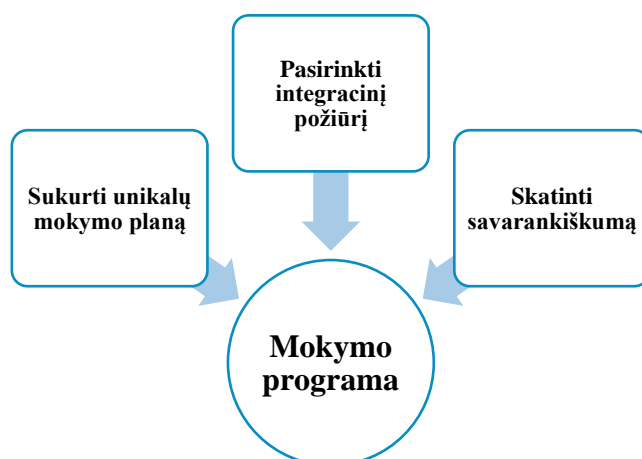 Pasirinkti
integracinį
požiūrį
Sukurti unikalų
mokymo planą
Skatinti
savarankiškumą
Mokymo
programa